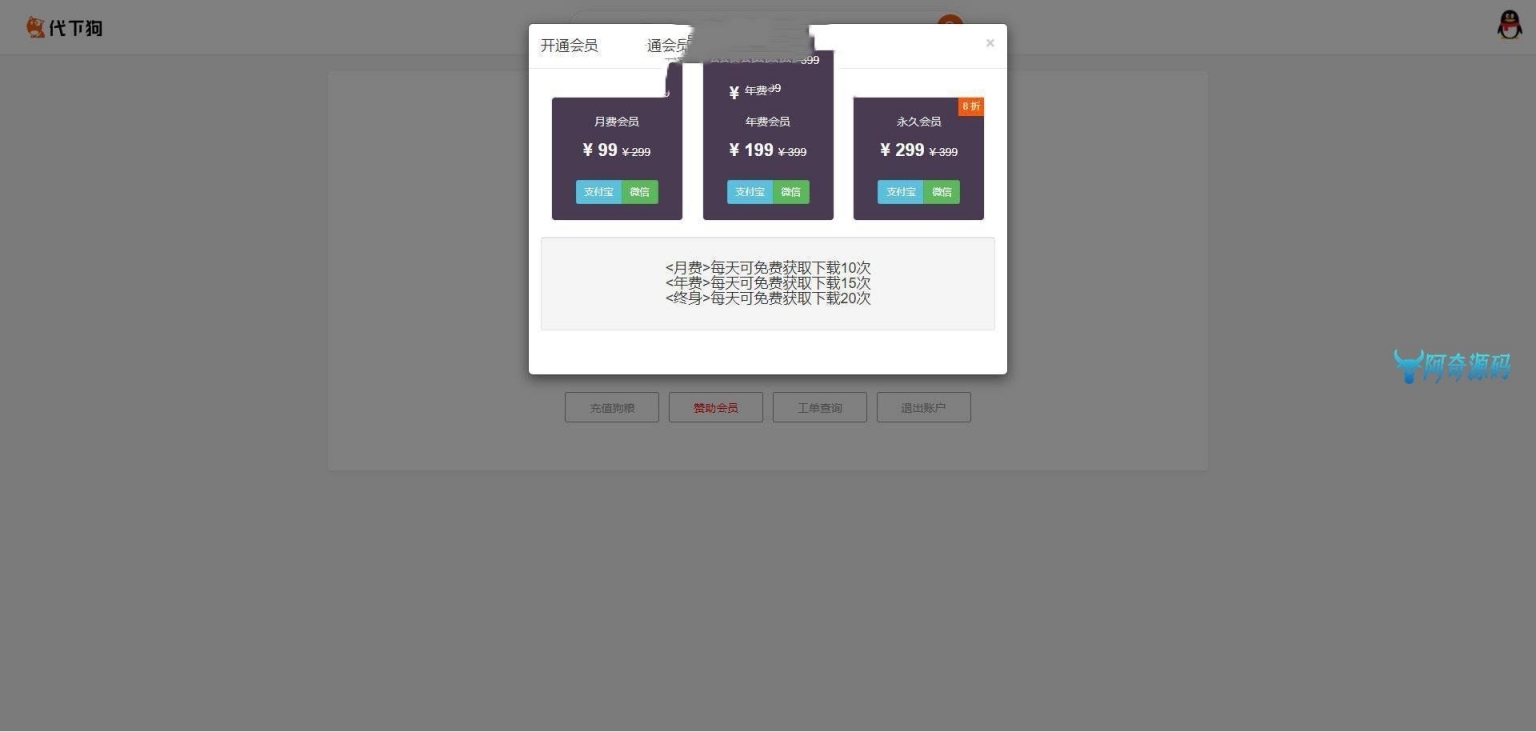 代下狗
开通会员
通会员
399
¥ 年费
8 折
月费会员
年费会员
永久会员
¥ 99 ¥ 299
¥ 199 ¥ 399
¥ 299 ¥ 399
支付宝 微信
支付宝 微信
支付宝 微信
<月费>每天可免费获取下载10次
<年费>每天可免费获取下载15次
<终身>每天可免费获取下载20次
阿奇源码
充值狗粮
赞助会员
工单查询
退出账户